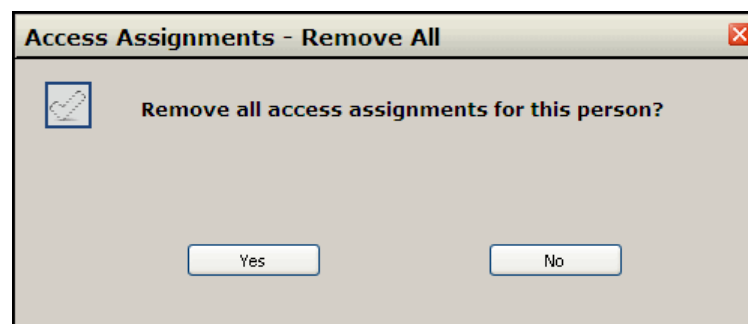 Access Assignments - Remove All
Remove all access assignments for this person?
Yes
No